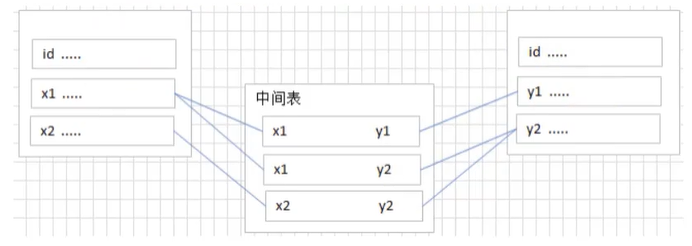 id .....
x1 .....
x2 .....
中间表
x1 y1
x1 y2
x2 y2
id .....
y1 .....
y2 .....